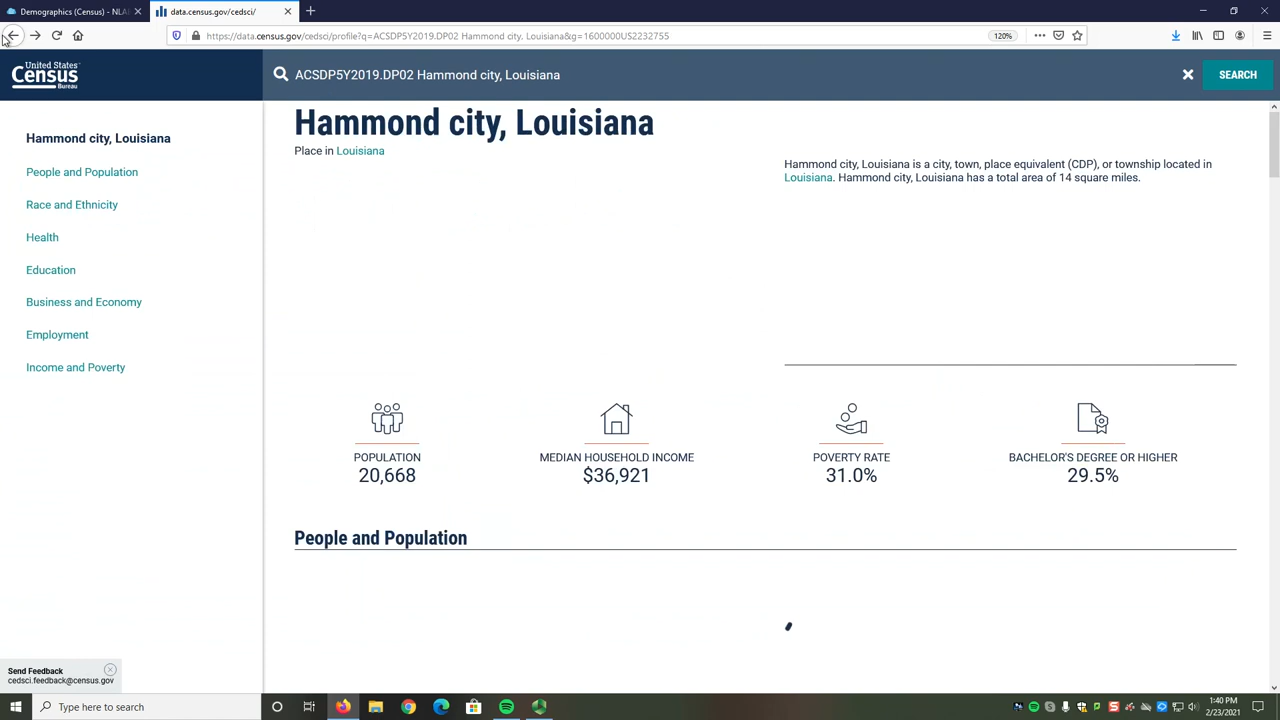 Demographics (Census) - NLA
data.census.gov/cedsci/
https://data.census.gov/cedsci/profile?q=ACSDP5Y2019.DP02 Hammond city, Louisiana&g=1600000US2232755
120%
United States
Census
Bureau
ACSDP5Y2019.DP02 Hammond city, Louisiana
SEARCH
Hammond city, Louisiana
People and Population
Race and Ethnicity
Health
Education
Business and Economy
Employment
Income and Poverty
Hammond city, Louisiana
Place in Louisiana
Hammond city, Louisiana is a city, town, place equivalent (CDP), or township located in
Louisiana. Hammond city, Louisiana has a total area of 14 square miles.
POPULATION
20,668
MEDIAN HOUSEHOLD INCOME
$36,921
POVERTY RATE
31.0%
BACHELOR'S DEGREE OR HIGHER
29.5%
People and Population
Send Feedback
cedsci.feedback@census.gov
Type here to search
1:40 PM
2/23/2021